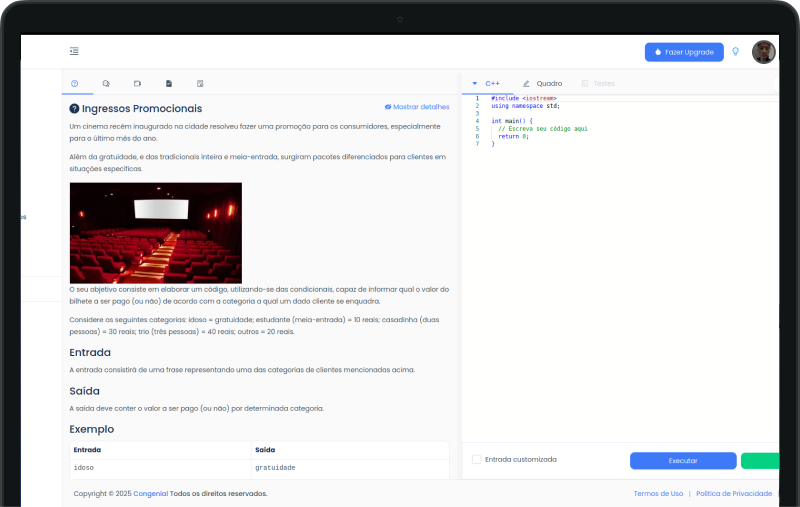 Fazer Upgrade
Ingressos Promocionais
Mostrar detalhes
Um cinema recém inaugurado na cidade resolveu fazer uma promoção para os consumidores, especialmente
para o último mês do ano.
Além da gratuidade, e das tradicionais inteira e meia-entrada, surgiram pacotes diferenciados para clientes em
situações específicas.
O seu objetivo consiste em elaborar um código, utilizando-se das condicionais, capaz de informar qual o valor do
bilhete a ser pago (ou não) de acordo com a categoria a qual um dado cliente se enquadra.
Considere as seguintes categorias: idoso = gratuidade; estudante (meia-entrada) = 10 reais; casadinha (duas
pessoas) = 30 reais; trio (três pessoas) = 40 reais; outros = 20 reais.
Entrada
A entrada consistirá de uma frase representando uma das categorias de clientes mencionadas acima.
Saída
A saída deve conter o valor a ser pago (ou não) por determinada categoria.
Exemplo
Entrada Saída
idoso gratuidade
C++ Quadro Testes
1 #include <iostream>
2 using namespace std;
3
4 int main() {
5 // Escreva seu código aqui
6 return 0;
7 }
Entrada customizada
Executar
Copyright © 2025 Congenial Todos os direitos reservados.
Termos de Uso | Política de Privacidade |